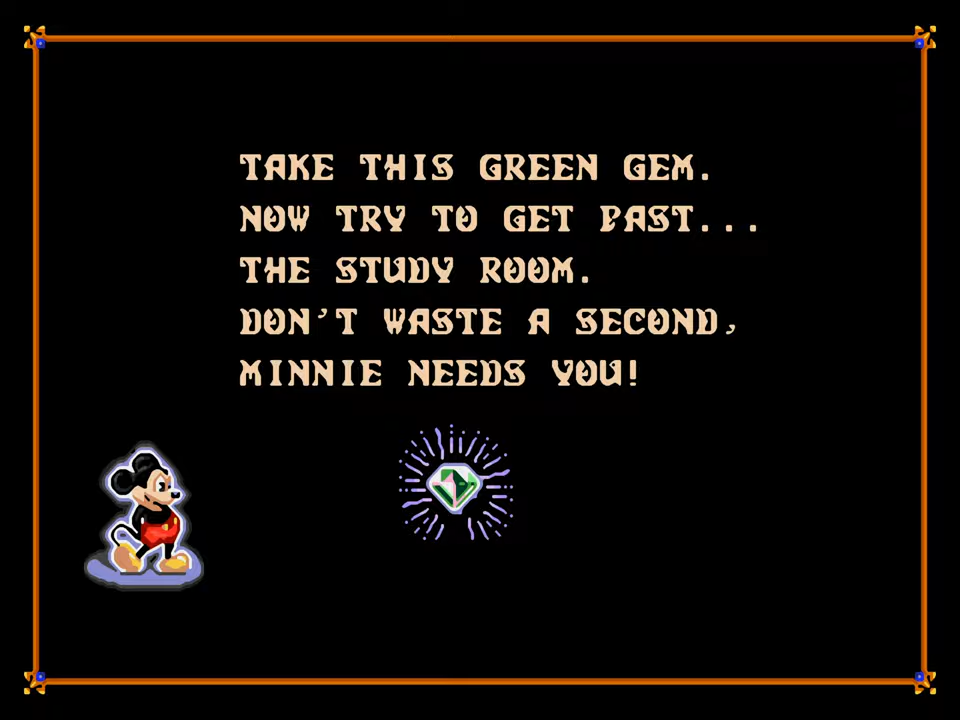 TAKE THIS GREEN GEM.
NOW TRY TO GET PAST...
THE STUDY ROOM.
DON'T WASTE A SECOND,
MINNIE NEEDS YOU!